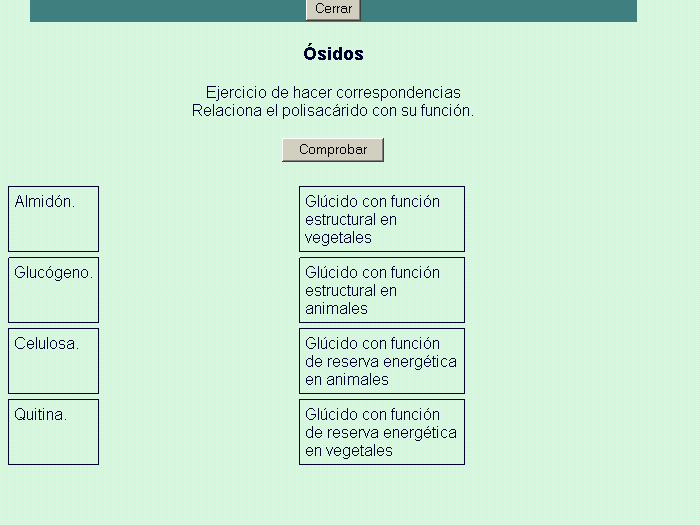 Cerrar
Ósidos
Ejercicio de hacer correspondencias
Relaciona el polisacárido con su función.
Comprobar
Almidón.
Glúcido con función
estructural en
vegetales
Glucógeno.
Glúcido con función
estructural en
animales
Celulosa.
Glúcido con función
de reserva energética
en animales
Quitina.
Glúcido con función
de reserva energética
en vegetales